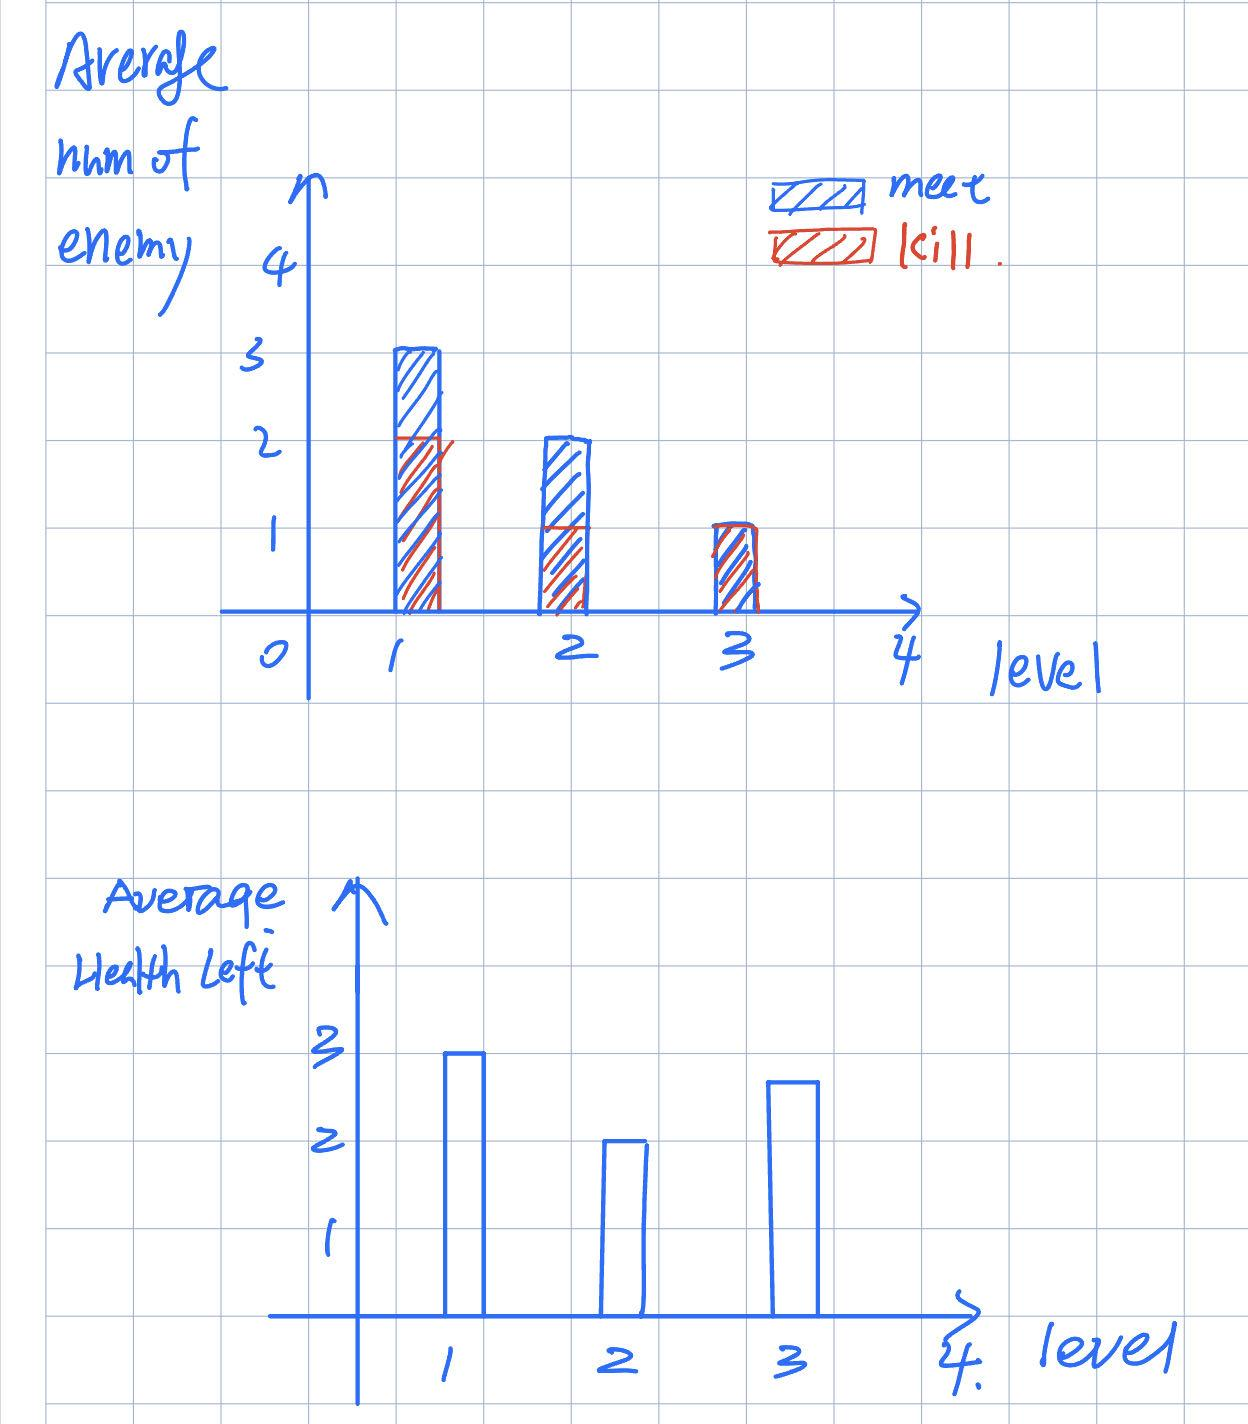 Average
num of
enemy
meet
kill.
4
3
2
1
0 1 2 3 4 level
Average
Health Left
3
2
1
1 2 3 4. level